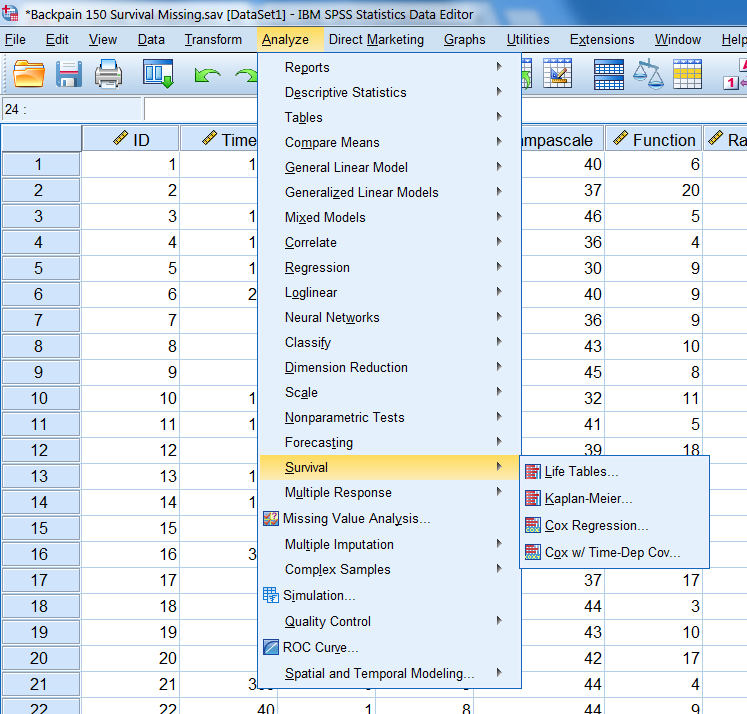 *Backpain 150 Survival Missing.sav [DataSet1] - IBM SPSS Statistics Data Editor
File Edit View Data Transform Analyze Direct Marketing Graphs Utilities Extensions Window Help
1
24 :
ID Time mpascale Function Ra
1 1 1 40 6
2 2 37 20
3 3 1 46 5
4 4 1 36 4
5 5 1 30 9
6 6 2 40 9
7 7 36 9
8 8 43 10
9 9 45 8
10 10 1 32 11
11 11 1 41 5
12 12 39 18
13 13 1
14 14 1
15 15
16 16 3
17 17 37 17
18 18 44 3
19 19 43 10
20 20 42 17
21 21 44 4
22 22 40 1 8 44 9
Reports
Descriptive Statistics
Tables
Compare Means
General Linear Model
Generalized Linear Models
Mixed Models
Correlate
Regression
Loglinear
Neural Networks
Classify
Dimension Reduction
Scale
Nonparametric Tests
Forecasting
Survival
Multiple Response
Missing Value Analysis...
Multiple Imputation
Complex Samples
Simulation...
Quality Control
ROC Curve...
Spatial and Temporal Modeling...
Life Tables...
Kaplan-Meier...
Cox Regression...
Cox w/ Time-Dep Cov...